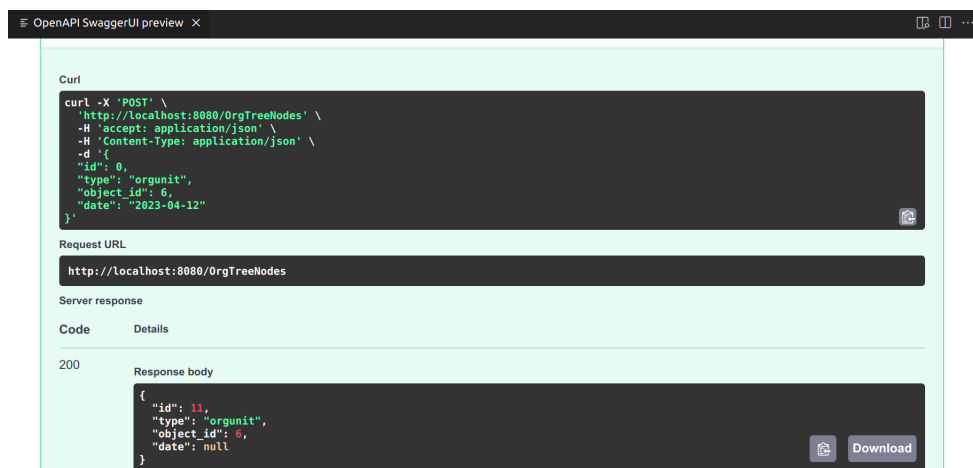 OpenAPI SwaggerUI preview
Curl
curl -X 'POST' \
  'http://localhost:8080/OrgTreeNodes' \
  -H 'accept: application/json' \
  -H 'Content-Type: application/json' \
  -d '{
  "id": 0,
  "type": "orgunit",
  "object_id": 6,
  "date": "2023-04-12"
}'
Request URL
http://localhost:8080/OrgTreeNodes
Server response
Code Details
200
Response body
{
  "id": 11,
  "type": "orgunit",
  "object_id": 6,
  "date": null
}
Download